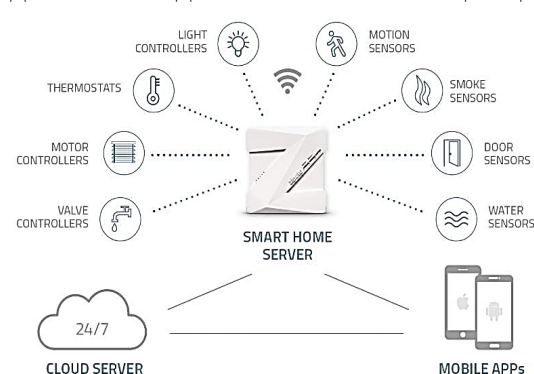 LIGHT
CONTROLLERS
MOTION
SENSORS
THERMOSTATS
SMOKE
SENSORS
MOTOR
CONTROLLERS
DOOR
SENSORS
VALVE
CONTROLLERS
WATER
SENSORS
SMART HOME
SERVER
24/7
CLOUD SERVER
MOBILE APPs